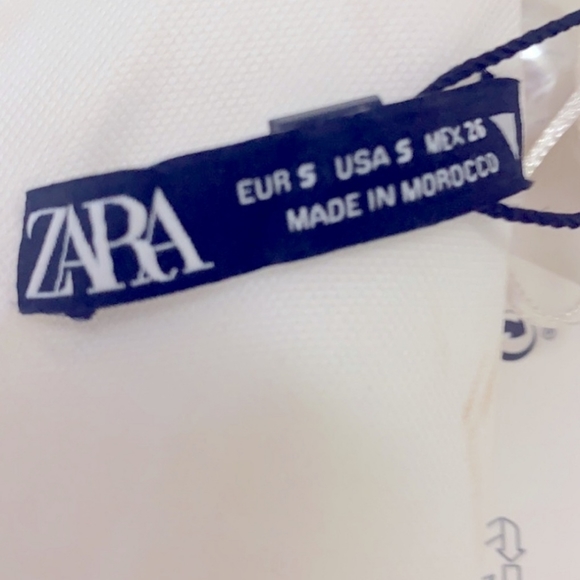 ZARA
EUR S USA S MEX 26
MADE IN MOROCCO